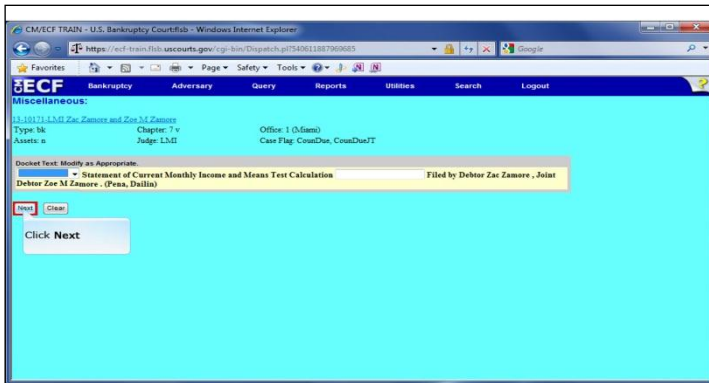 CM/ECF TRAIN - U.S. Bankruptcy Court:flsb - Windows Internet Explorer
https://ecf-train.flsb.uscourts.gov/cgi-bin/Dispatch.pl?540611887969685
Google
Favorites Page Safety Tools
ECF Bankruptcy Adversary Query Reports Utilities Search Logout ?
Miscellaneous:
13-10171-LMI Zac Zamore and Zoe M Zamore
Type: bk Chapter: 7 v Office: 1 (Miami)
Assets: n Judge: LMI Case Flag: CounDue, CounDueJT
Docket Text: Modify as Appropriate.
Statement of Current Monthly Income and Means Test Calculation Filed by Debtor Zac Zamore , Joint
Debtor Zoe M Zamore . (Pena, Dailin)
Next Clear
Click Next